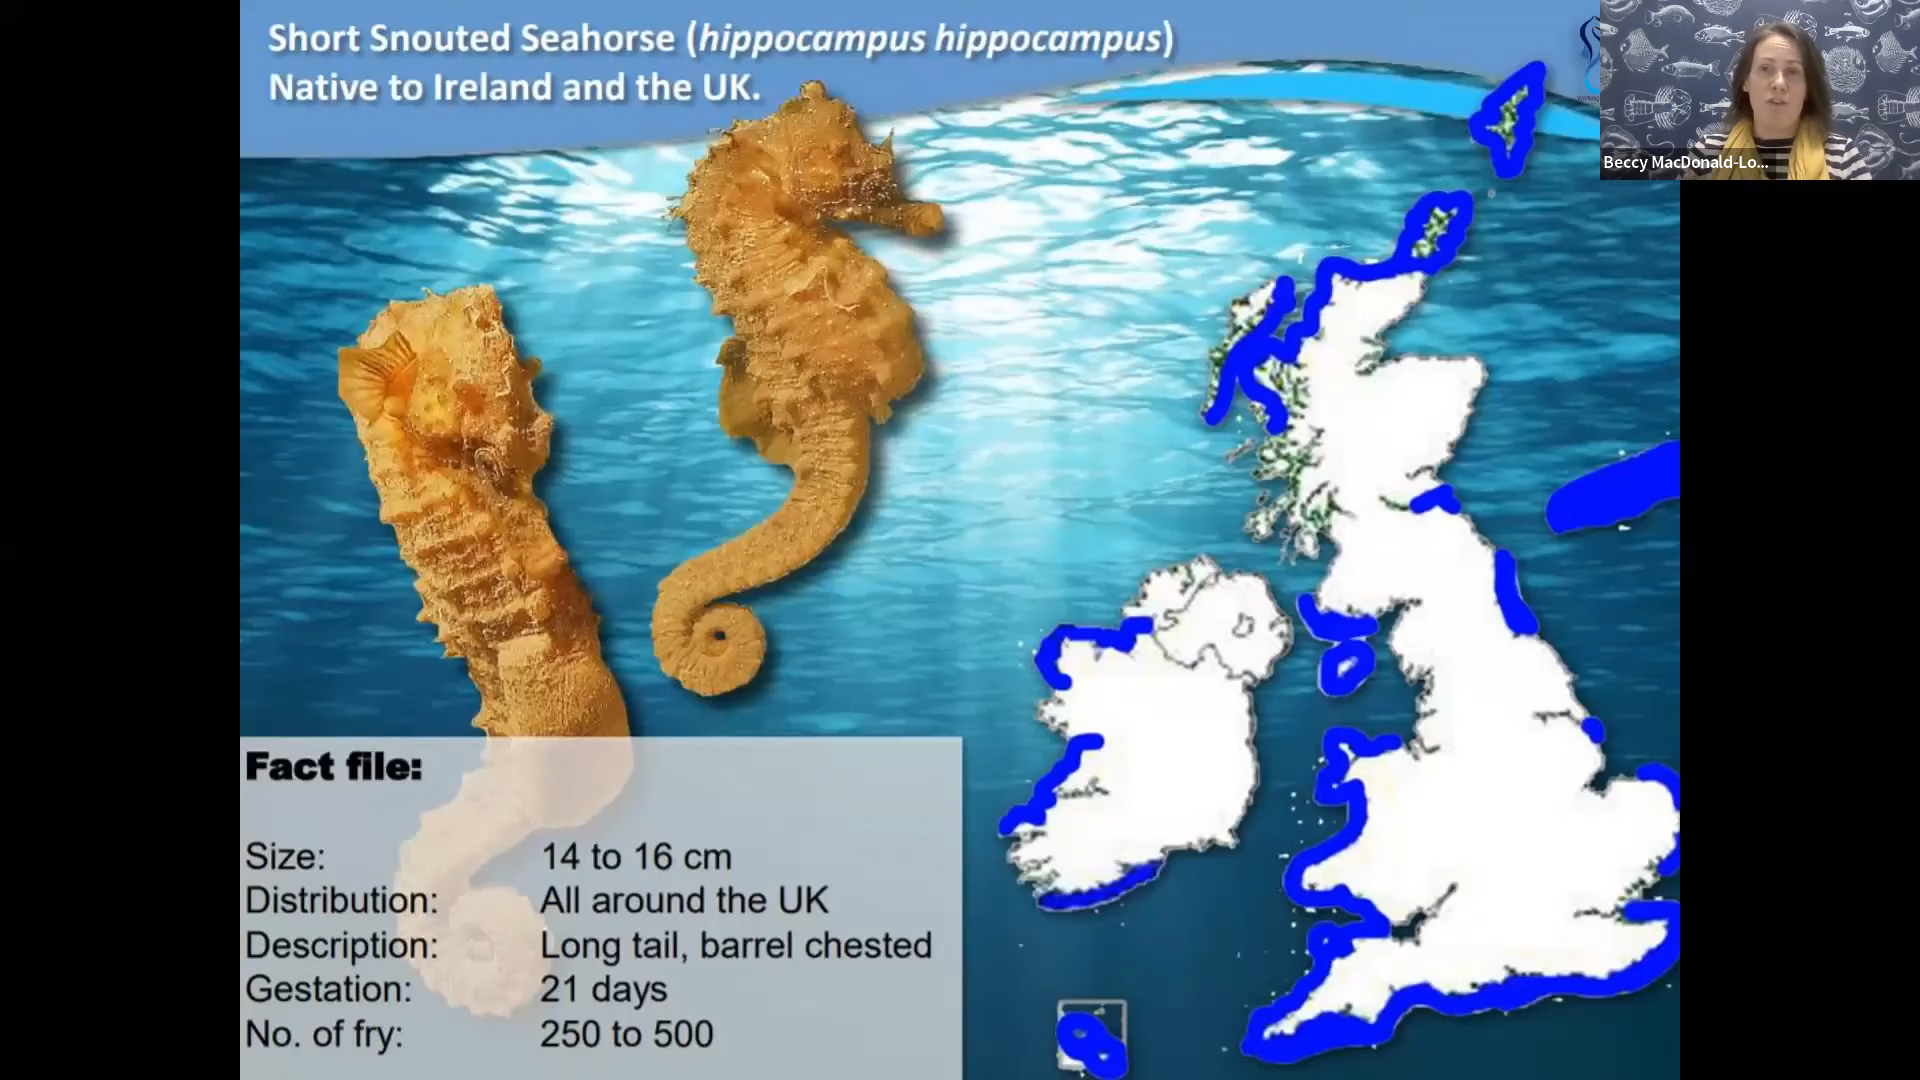 Short Snouted Seahorse (hippocampus hippocampus)
Native to Ireland and the UK.
Beccy MacDonald-Lo...
Fact file:
Size: 14 to 16 cm
Distribution: All around the UK
Description: Long tail, barrel chested
Gestation: 21 days
No. of fry: 250 to 500